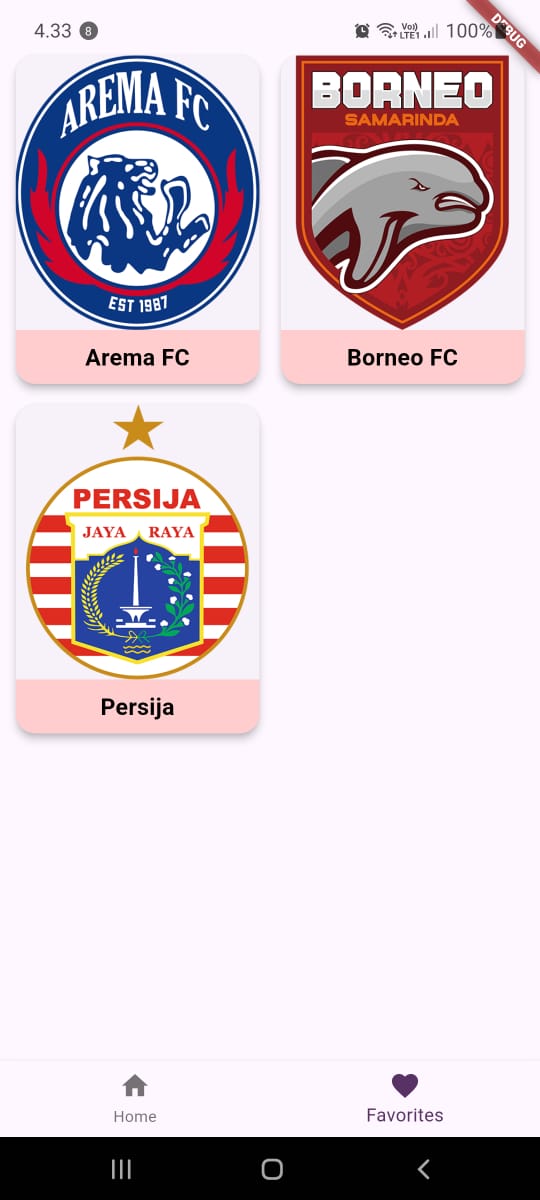 4.33 8 Vo)) LTE1 100%
DEBUG
AREMA FC
EST 1987
Arema FC
BORNEO
SAMARINDA
Borneo FC
PERSIJA
JAYA RAYA
Persija
Home
Favorites